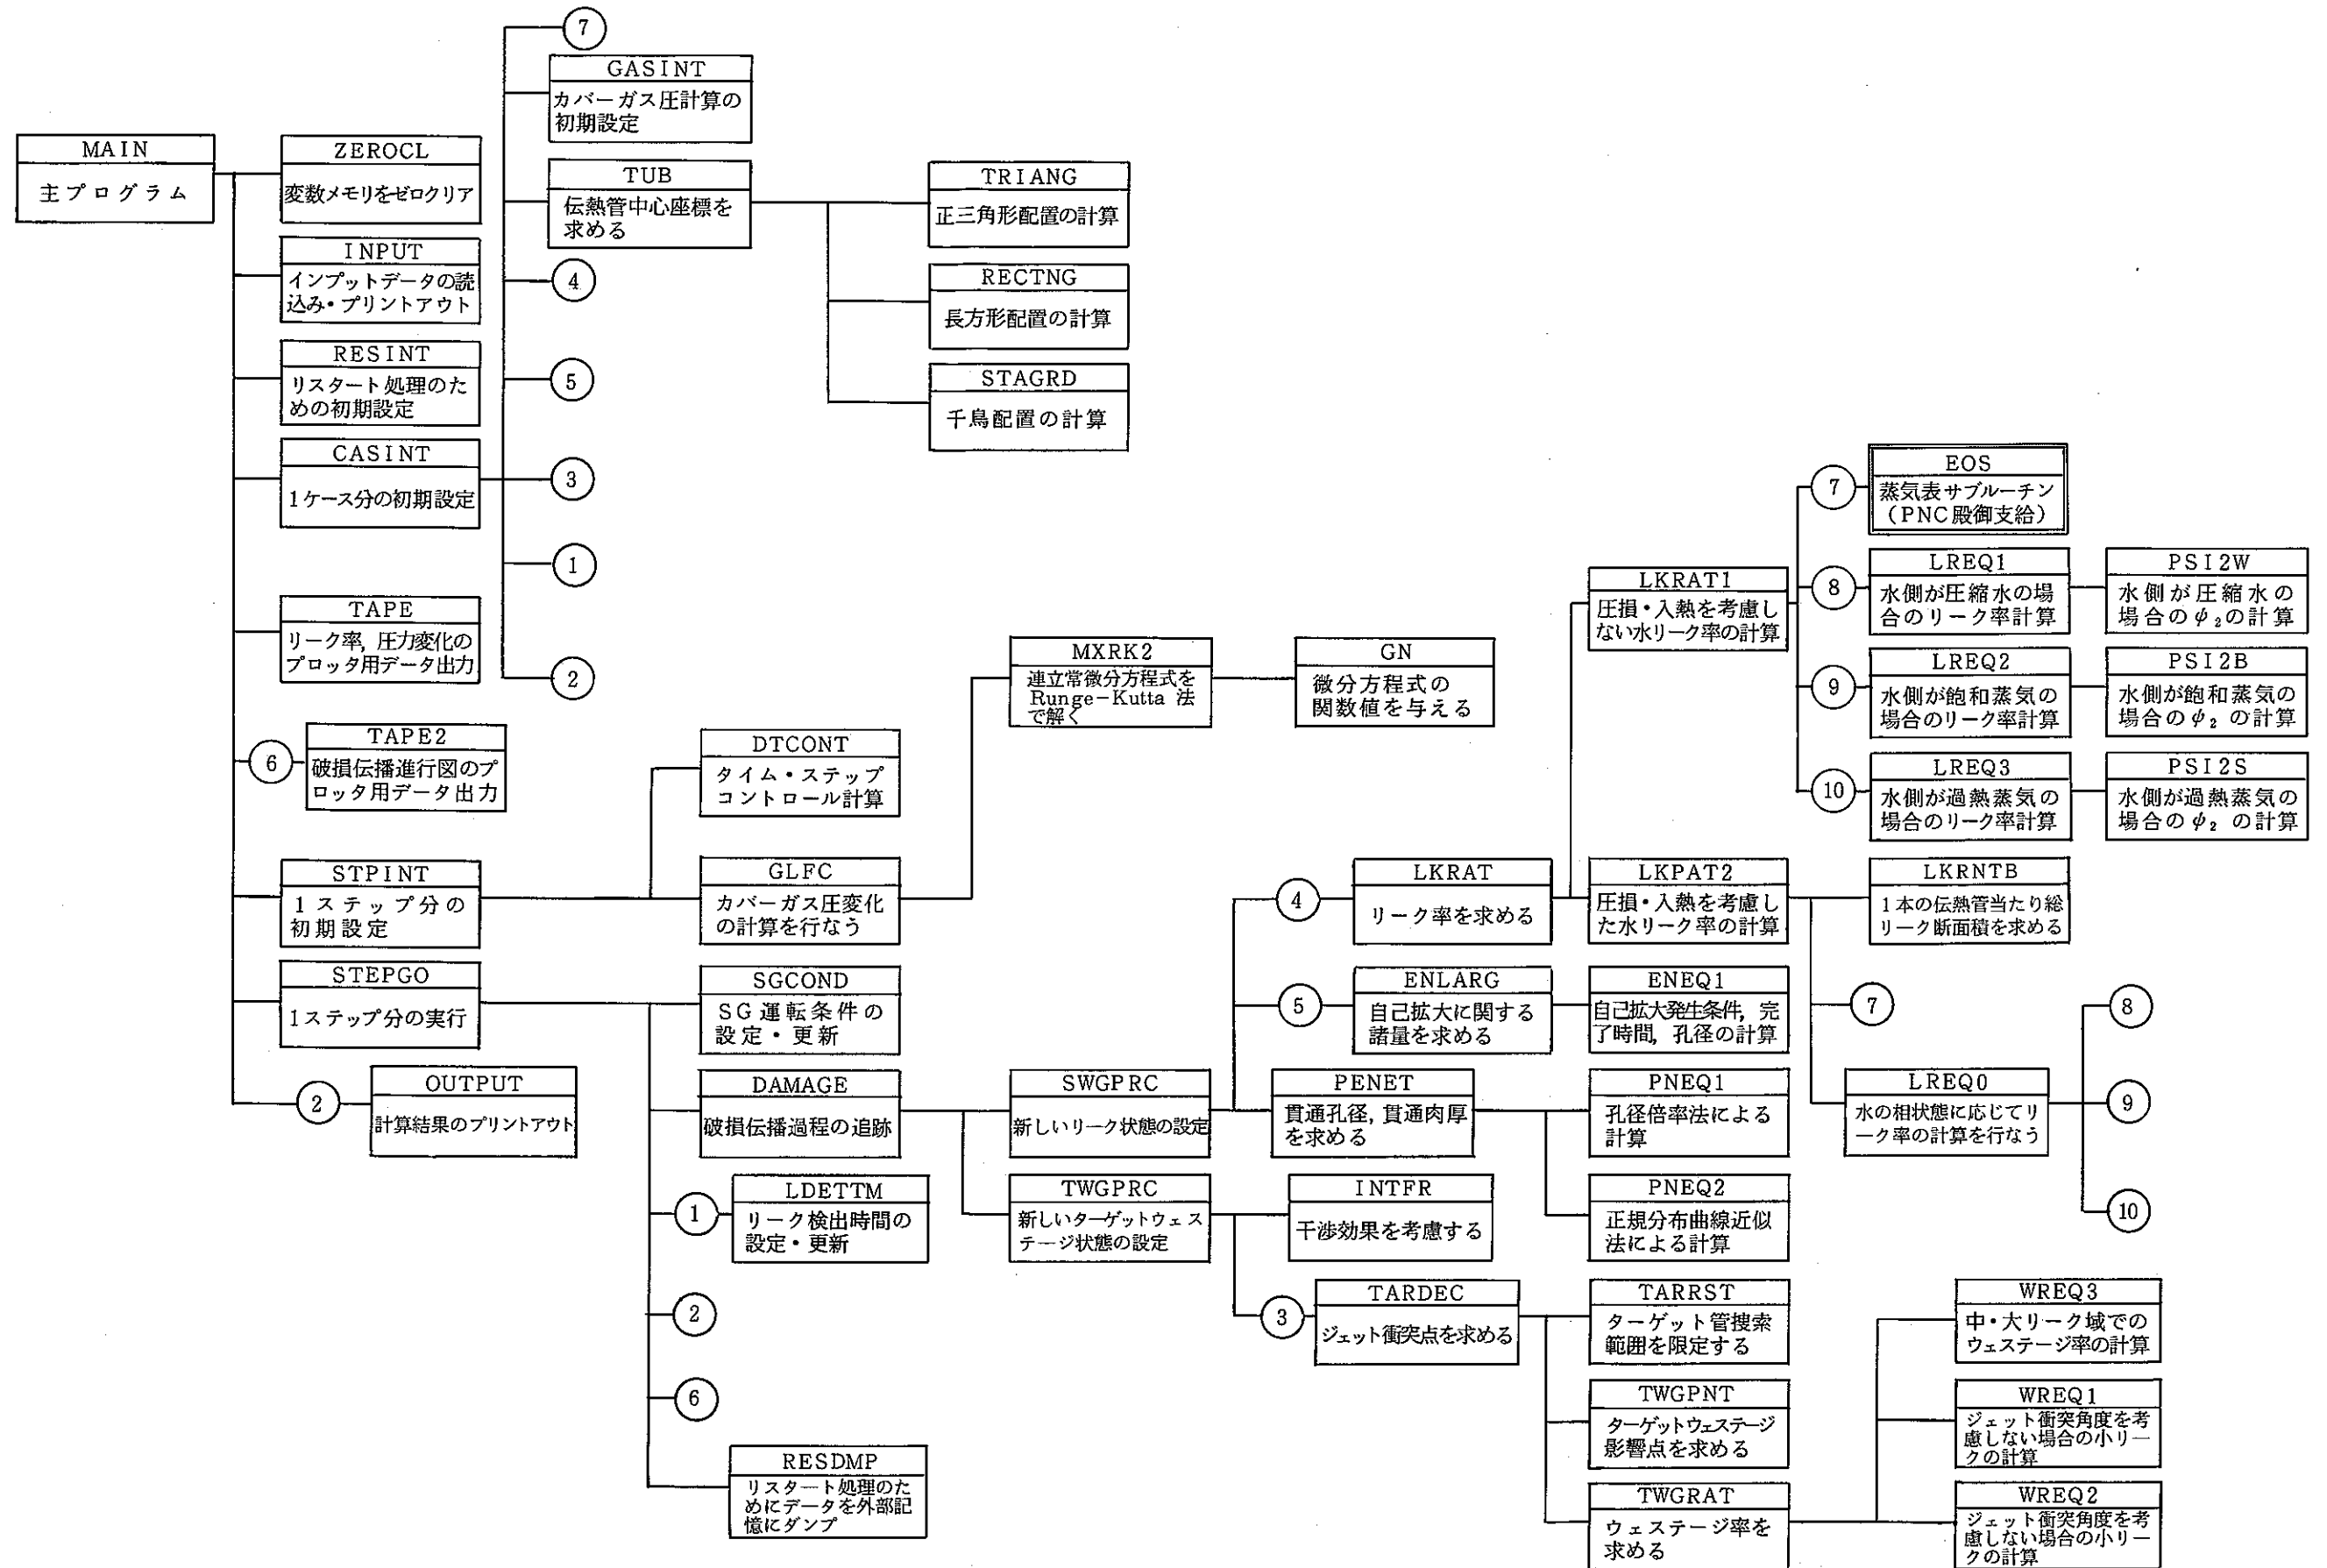 MAIN
主プログラム
ZEROCL
変数メモリをゼロクリア
INPUT
インプットデータの読
込み・プリントアウト
RESINT
リスタート処理のた
めの初期設定
CASINT
1ケース分の初期設定
TAPE
リーク率,圧力変化の
プロッタ用データ出力
6
TAPE2
破損伝播進行図のプ
ロッタ用データ出力
STPINT
1ステップ分の
初期設定
STEPGO
1ステップ分の実行
2
OUTPUT
計算結果のプリントアウト
7
GASINT
カバーガス圧計算の
初期設定
TUB
伝熱管中心座標を
求める
4
5
3
1
2
TRIANG
正三角形配置の計算
RECTNG
長方形配置の計算
STAGRD
千鳥配置の計算
DTCONT
タイム・ステップ
コントロール計算
GLFC
カバーガス圧変化
の計算を行なう
MXRK2
連立常微分方程式を
Runge-Kutta 法
で解く
GN
微分方程式の
関数値を与える
SGCOND
SG運転条件の
設定・更新
DAMAGE
破損伝播過程の追跡
1
LDETTM
リーク検出時間の
設定・更新
2
6
RESDMP
リスタート処理のた
めにデータを外部記
憶にダンプ
SWGPRC
新しいリーク状態の設定
TWGPRC
新しいターゲットウェス
テージ状態の設定
4
LKRAT
リーク率を求める
5
ENLARG
自己拡大に関する
諸量を求める
PENET
貫通孔径,貫通肉厚
を求める
INTFR
干渉効果を考慮する
3
TARDEC
ジェット衝突点を求める
LKRAT1
圧損・入熱を考慮し
ない水リーク率の計算
LKPAT2
圧損・入熱を考慮し
た水リーク率の計算
ENEQ1
自己拡大発生条件,完
了時間,孔径の計算
PNEQ1
孔径倍率法による
計算
PNEQ2
正規分布曲線近似
法による計算
TARRST
ターゲット管捜索
範囲を限定する
TWGPNT
ターゲットウェステージ
影響点を求める
TWGRAT
ウェステージ率を
求める
7
EOS
蒸気表サブルーチン
(PNC殿御支給)
8
LREQ1
水側が圧縮水の場
合のリーク率計算
PSI2W
水側が圧縮水の
場合のψ₂の計算
9
LREQ2
水側が飽和蒸気の
場合のリーク率計算
PSI2B
水側が飽和蒸気の
場合のψ₂ の計算
10
LREQ3
水側が過熱蒸気の
場合のリーク率計算
PSI2S
水側が過熱蒸気の
場合のψ₂ の計算
LKRNTB
1本の伝熱管当たり総
リーク断面積を求める
7
LREQ0
水の相状態に応じてリ
ーク率の計算を行なう
8
9
10
WREQ3
中・大リーク域での
ウェステージ率の計算
WREQ1
ジェット衝突角度を考
慮しない場合の小リー
クの計算
WREQ2
ジェット衝突角度を考
慮しない場合の小リー
クの計算